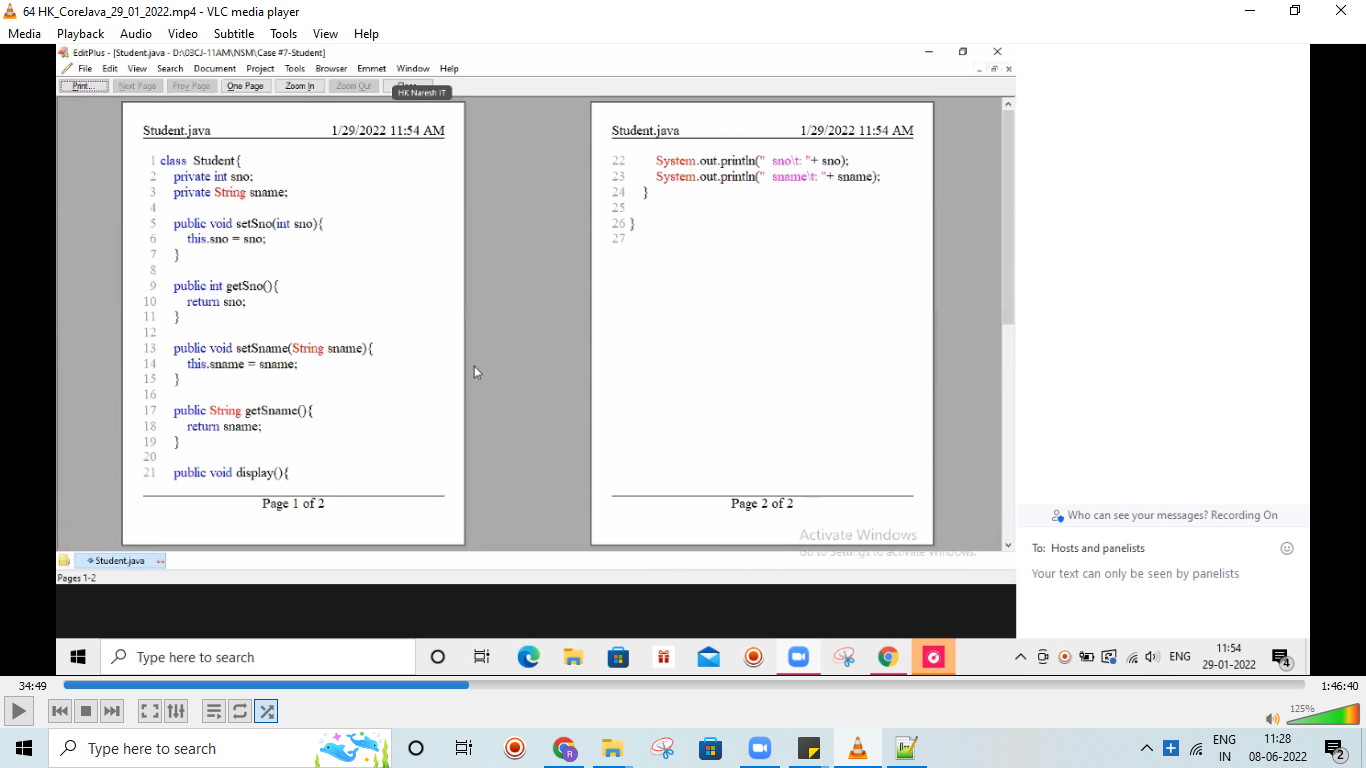 64 HK_CoreJava_29_01_2022.mp4 - VLC media player
Media Playback Audio Video Subtitle Tools View Help
EditPlus - [Student.java - D:\03CJ-11AM\NSM\Case #7-Student]
File Edit View Search Document Project Tools Browser Emmet Window Help
Print... Next Page Prev Page One Page Zoom In Zoom Out
HK Naresh IT
Student.java 1/29/2022 11:54 AM
1 class Student{
2 private int sno;
3 private String sname;
4
5 public void setSno(int sno){
6 this.sno = sno;
7 }
8
9 public int getSno(){
10 return sno;
11 }
12
13 public void setSname(String sname){
14 this.sname = sname;
15 }
16
17 public String getSname(){
18 return sname;
19 }
20
21 public void display(){
Page 1 of 2
Student.java 1/29/2022 11:54 AM
22 System.out.println(" sno\t: "+ sno);
23 System.out.println(" sname\t: "+ sname);
24 }
25
26 }
27
Page 2 of 2
Activate Windows
Go to Settings to activate Windows.
Student.java
Pages 1-2
Who can see your messages? Recording On
To: Hosts and panelists
Your text can only be seen by panelists
Type here to search
ENG
11:54
29-01-2022
4
34:49
1:46:40
125%
Type here to search
R
ENG
IN
11:28
08-06-2022
2